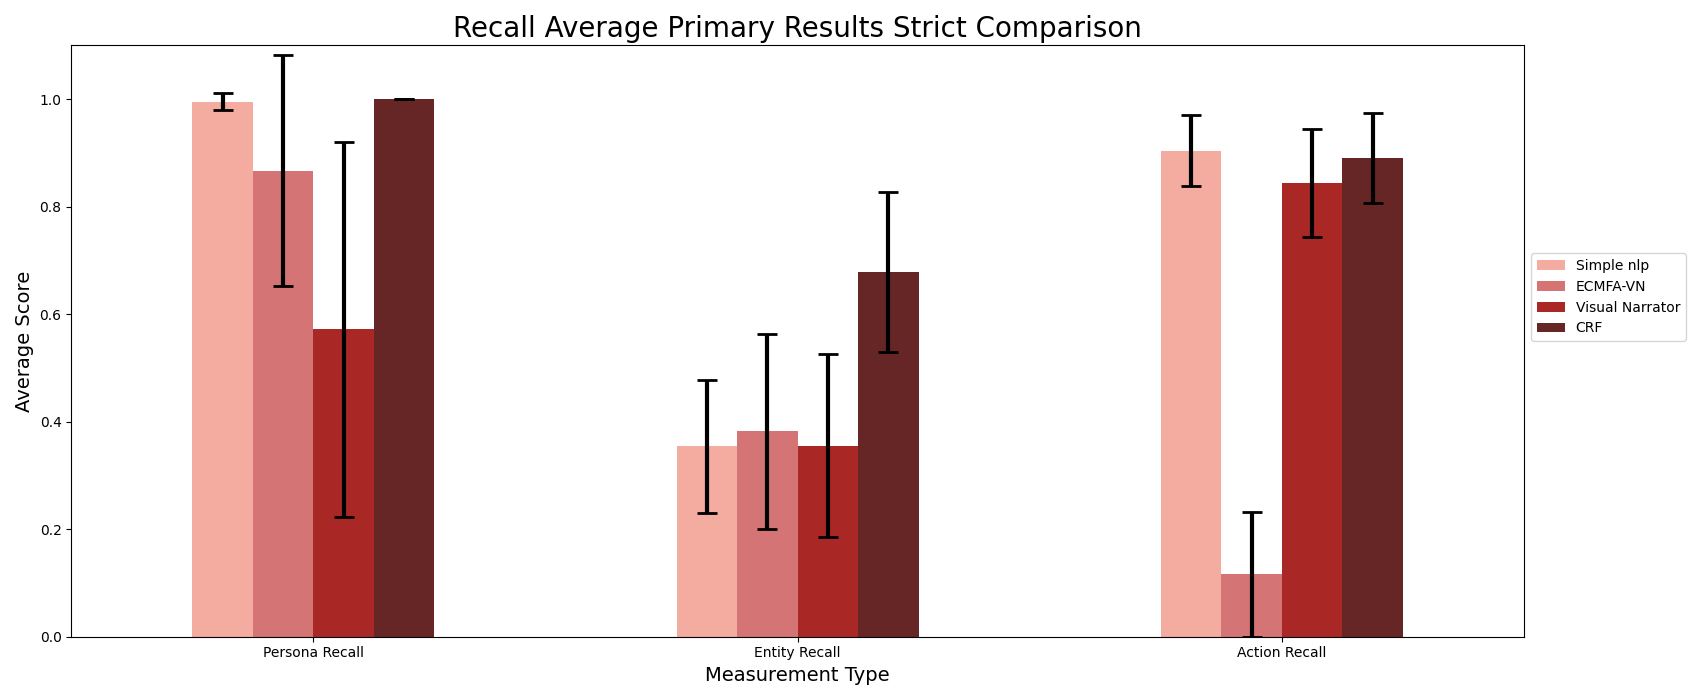 Recall Average Primary Results Strict Comparison
Average Score
1.0
0.8
0.6
0.4
0.2
0.0
Persona Recall
Entity Recall
Action Recall
Measurement Type
Simple nlp
ECMFA-VN
Visual Narrator
CRF